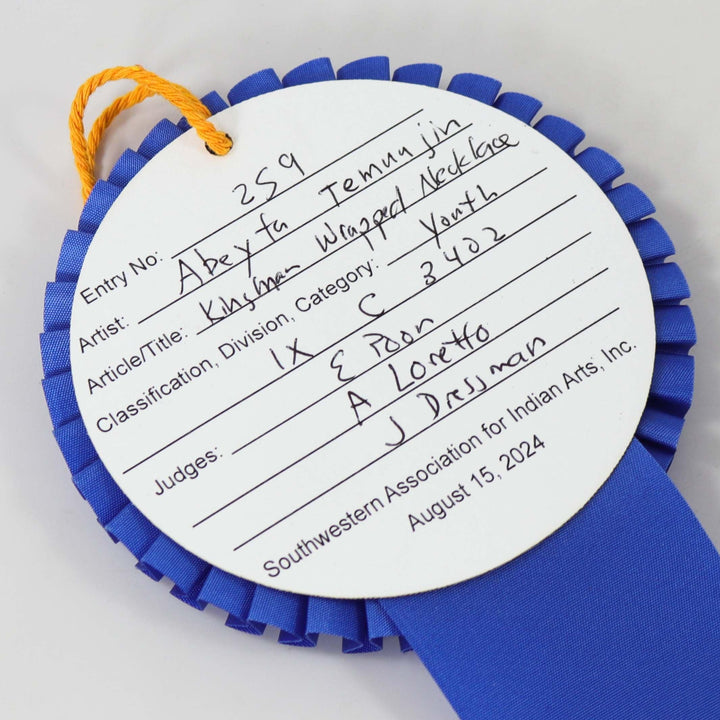 Entry No: 259
Artist: Abeyta Temuujin
Article/Title: Kingman Wrapped Necklace
Classification, Division, Category: Youth
IX C 3402
Judges: E Poon
A Loretto
J Dressman
Southwestern Association for Indian Arts, Inc.
August 15, 2024